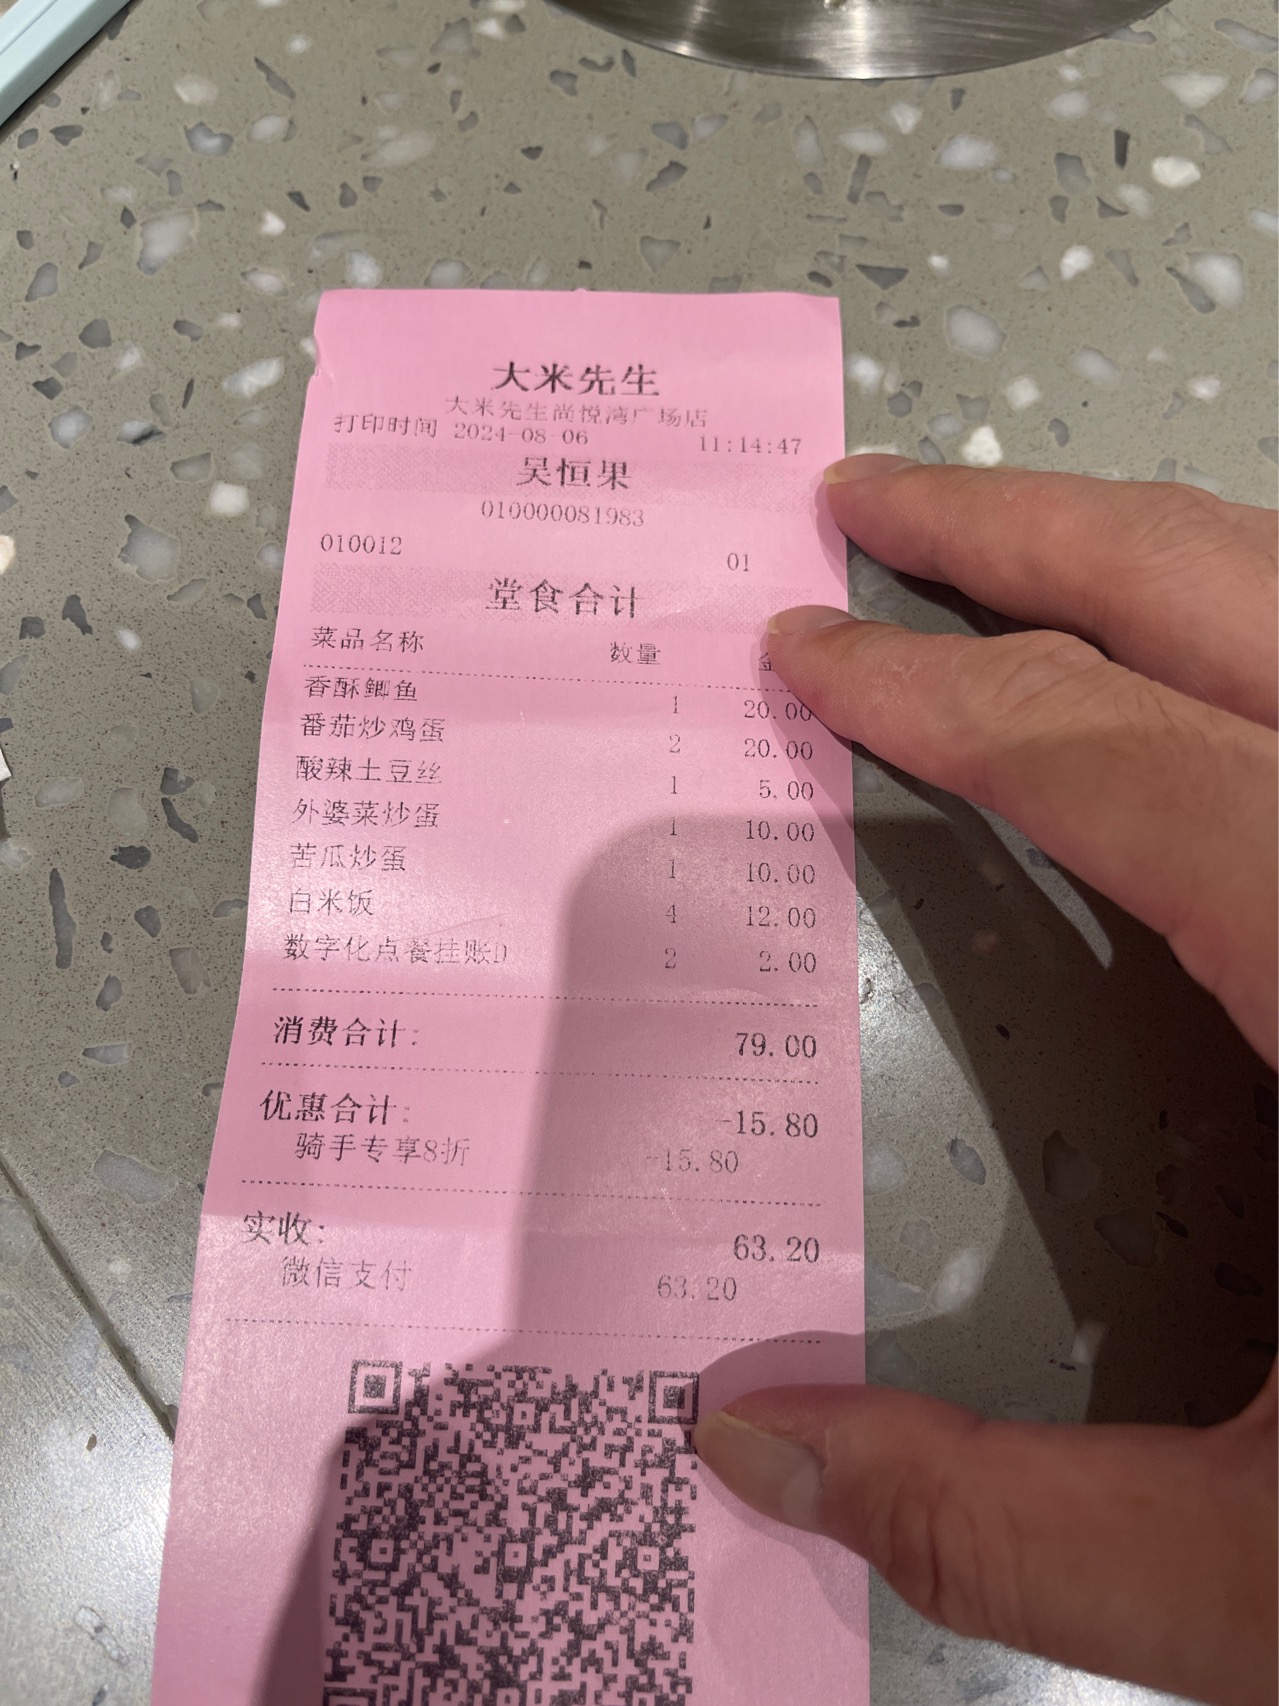 大米先生
大米先生尚悦湾广场店
打印时间 2024-08-06 11:14:47
吴恒果
010000081983
010012 01
堂食合计
菜品名称 数量
香酥鲫鱼 1 20.00
番茄炒鸡蛋 2 20.00
酸辣土豆丝 1 5.00
外婆菜炒蛋 1 10.00
苦瓜炒蛋 1 10.00
白米饭 4 12.00
数字化点餐挂账D 2 2.00
消费合计: 79.00
优惠合计: -15.80
骑手专享8折 -15.80
实收: 63.20
微信支付 63.20